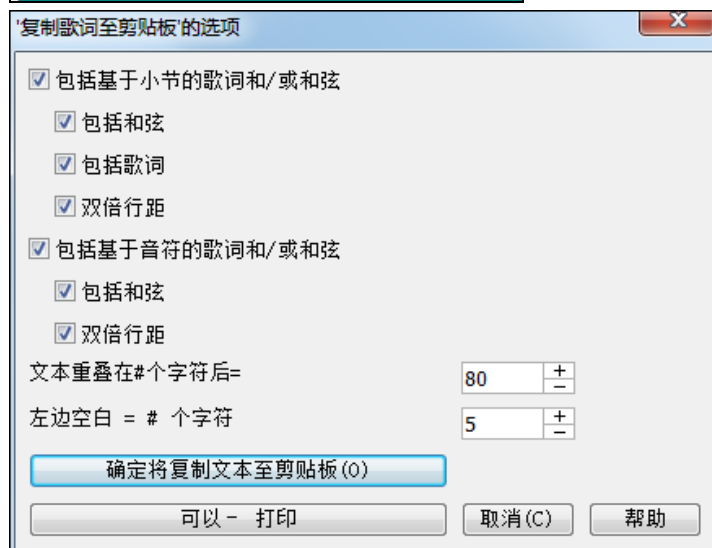 '复制歌词至剪贴板'的选项
包括基于小节的歌词和/或和弦
包括和弦
包括歌词
双倍行距
包括基于音符的歌词和/或和弦
包括和弦
双倍行距
文本重叠在#个字符后= 80
左边空白 = # 个字符 5
确定将复制文本至剪贴板(O)
可以- 打印 取消(C) 帮助